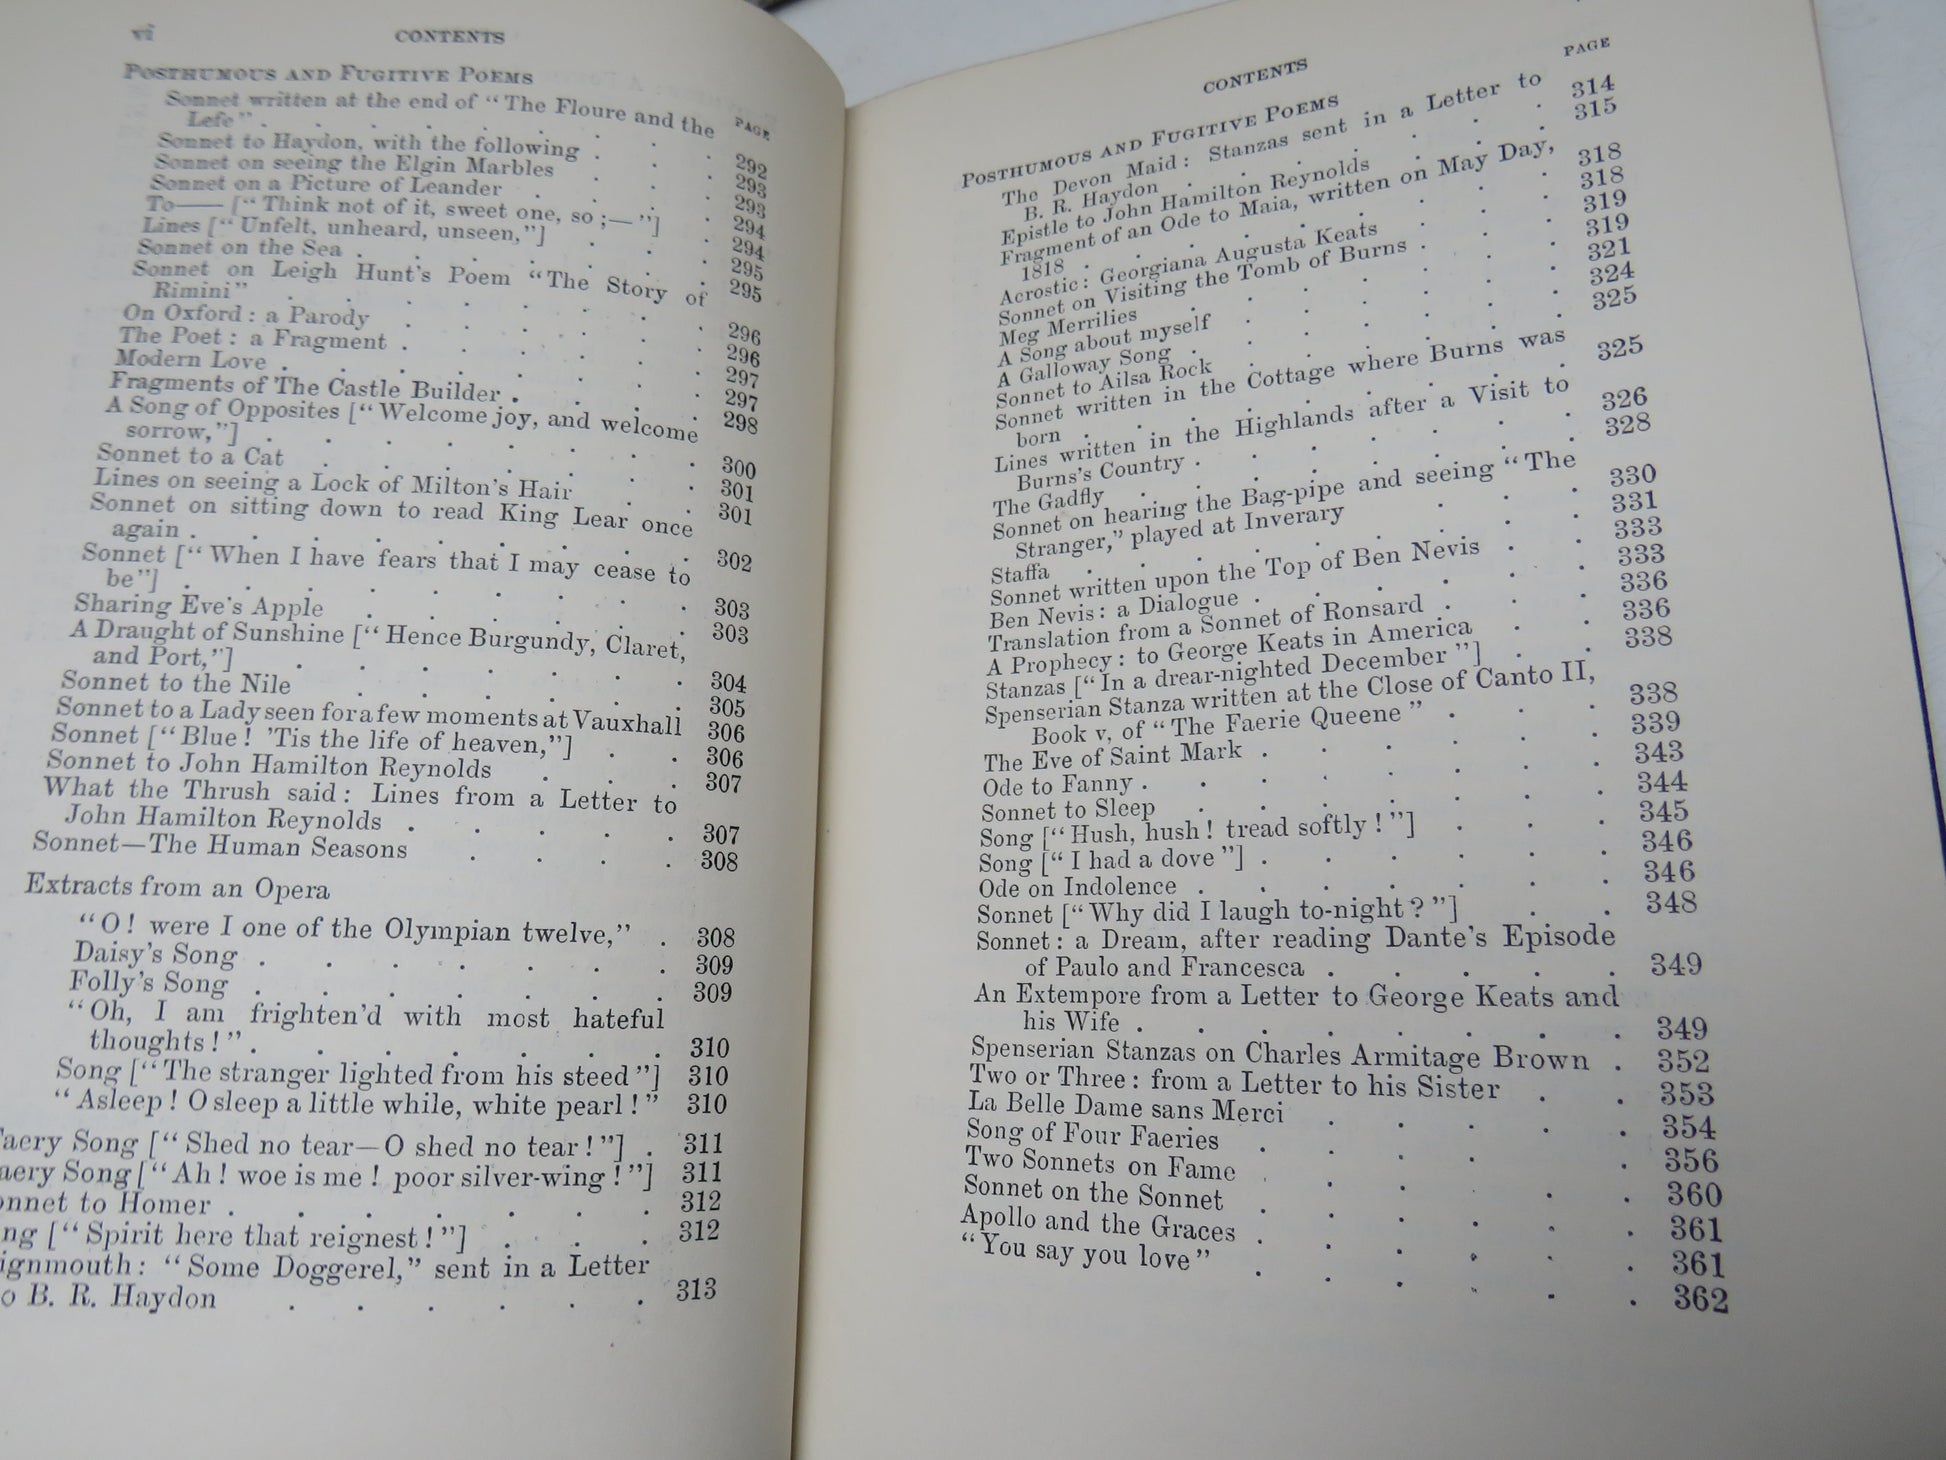 vi
CONTENTS
POSTHUMOUS AND FUGITIVE POEMS
PAGE
Sonnet written at the end of "The Floure and the
Lefe" . . . . . . . 292
Sonnet to Haydon, with the following . . . 293
Sonnet on seeing the Elgin Marbles . . 293
Sonnet on a Picture of Leander . . . 294
To—— ["Think not of it, sweet one, so;—"] . 294
Lines ["Unfelt, unheard, unseen,"] . . . 295
Sonnet on the Sea . . . . . . 295
Sonnet on Leigh Hunt's Poem "The Story of
Rimini" . . . . . . . 296
On Oxford: a Parody . . . . . 296
The Poet: a Fragment . . . . . 297
Modern Love . . . . . . . 297
Fragments of The Castle Builder . . . . 298
A Song of Opposites ["Welcome joy, and welcome
sorrow,"] . . . . . . . 300
Sonnet to a Cat . . . . . . 301
Lines on seeing a Lock of Milton's Hair . . 301
Sonnet on sitting down to read King Lear once
again . . . . . . . . 302
Sonnet ["When I have fears that I may cease to
be"] . . . . . . . . 303
Sharing Eve's Apple . . . . . 303
A Draught of Sunshine ["Hence Burgundy, Claret,
and Port,"] . . . . . . 304
Sonnet to the Nile . . . . . 305
Sonnet to a Lady seen for a few moments at Vauxhall 306
Sonnet ["Blue! 'Tis the life of heaven,"] . . 306
Sonnet to John Hamilton Reynolds . . . 307
What the Thrush said: Lines from a Letter to
John Hamilton Reynolds . . . . . 307
Sonnet—The Human Seasons . . . . 308
Extracts from an Opera
"O! were I one of the Olympian twelve," . 308
Daisy's Song . . . . . . . 309
Folly's Song . . . . . . . 309
"Oh, I am frighten'd with most hateful
thoughts!" . . . . . . . 310
Song ["The stranger lighted from his steed"] 310
"Asleep! O sleep a little while, white pearl!" 310
aery Song ["Shed no tear—O shed no tear!"] . 311
aery Song ["Ah! woe is me! poor silver-wing!"] 311
onnet to Homer . . . . . . . 312
ng ["Spirit here that reignest!"] . . . 312
ignmouth: "Some Doggerel," sent in a Letter
o B. R. Haydon . . . . . . 313
CONTENTS
PAGE
POSTHUMOUS AND FUGITIVE POEMS
The Devon Maid: Stanzas sent in a Letter to
B. R. Haydon . . . . . . 314
Epistle to John Hamilton Reynolds . . . 315
Fragment of an Ode to Maia, written on May Day,
1818 . . . . . . . . 318
Acrostic: Georgiana Augusta Keats . . . 318
Sonnet on Visiting the Tomb of Burns . . . 319
Meg Merrilies . . . . . . . 319
A Song about myself . . . . . . 321
A Galloway Song . . . . . . . 324
Sonnet to Ailsa Rock . . . . . . 325
Sonnet written in the Cottage where Burns was
born . . . . . . . . 325
Lines written in the Highlands after a Visit to
Burns's Country . . . . . . . 326
The Gadfly . . . . . . . . 328
Sonnet on hearing the Bag-pipe and seeing "The
Stranger," played at Inverary . . . 330
Staffa . . . . . . . . 331
Sonnet written upon the Top of Ben Nevis . . 333
Ben Nevis: a Dialogue . . . . . . 333
Translation from a Sonnet of Ronsard . . . 336
A Prophecy: to George Keats in America . . 336
Stanzas ["In a drear-nighted December"] . . 338
Spenserian Stanza written at the Close of Canto II,
Book v, of "The Faerie Queene" . . . 338
The Eve of Saint Mark . . . . . . 339
Ode to Fanny . . . . . . . . 343
Sonnet to Sleep . . . . . . . 344
Song ["Hush, hush! tread softly!"] . . . 345
Song ["I had a dove"] . . . . . . 346
Ode on Indolence . . . . . . . 346
Sonnet ["Why did I laugh to-night?"] . . 348
Sonnet: a Dream, after reading Dante's Episode
of Paulo and Francesca . . . . . 349
An Extempore from a Letter to George Keats and
his Wife . . . . . . . . 349
Spenserian Stanzas on Charles Armitage Brown . 352
Two or Three: from a Letter to his Sister . . 353
La Belle Dame sans Merci . . . . . 354
Song of Four Faeries . . . . . 356
Two Sonnets on Fame . . . . . 360
Sonnet on the Sonnet . . . . . . 361
Apollo and the Graces . . . . . . 361
"You say you love" . . . . . . 362